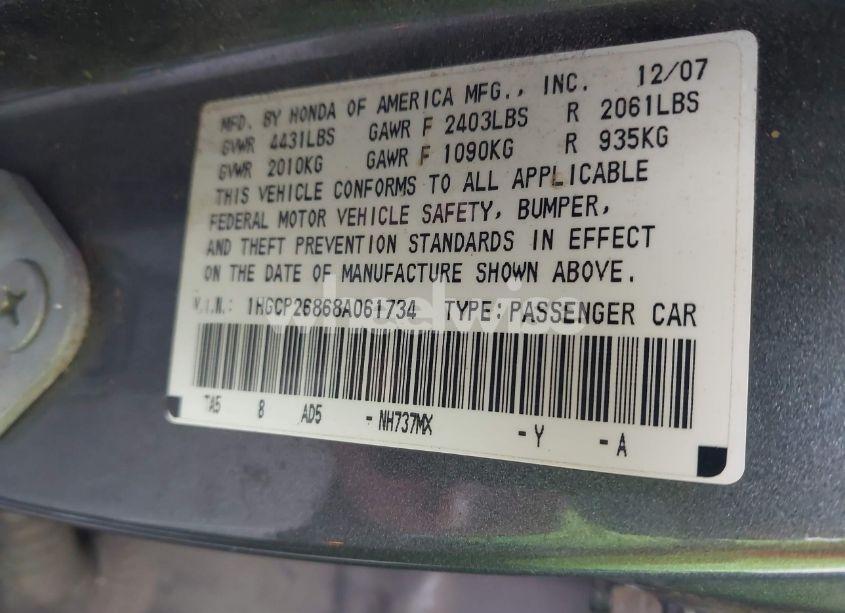 MFD. BY HONDA OF AMERICA MFG., INC. 12/07
GVWR 4431LBS GAWR F 2403LBS R 2061LBS
GVWR 2010KG GAWR F 1090KG R 935KG
THIS VEHICLE CONFORMS TO ALL APPLICABLE
FEDERAL MOTOR VEHICLE SAFETY, BUMPER,
AND THEFT PREVENTION STANDARDS IN EFFECT
ON THE DATE OF MANUFACTURE SHOWN ABOVE.
V.I.N.: 1HGCP26868A061734 TYPE: PASSENGER CAR
wheelwise
TA5 8 AD5 - NH737MX - Y - A